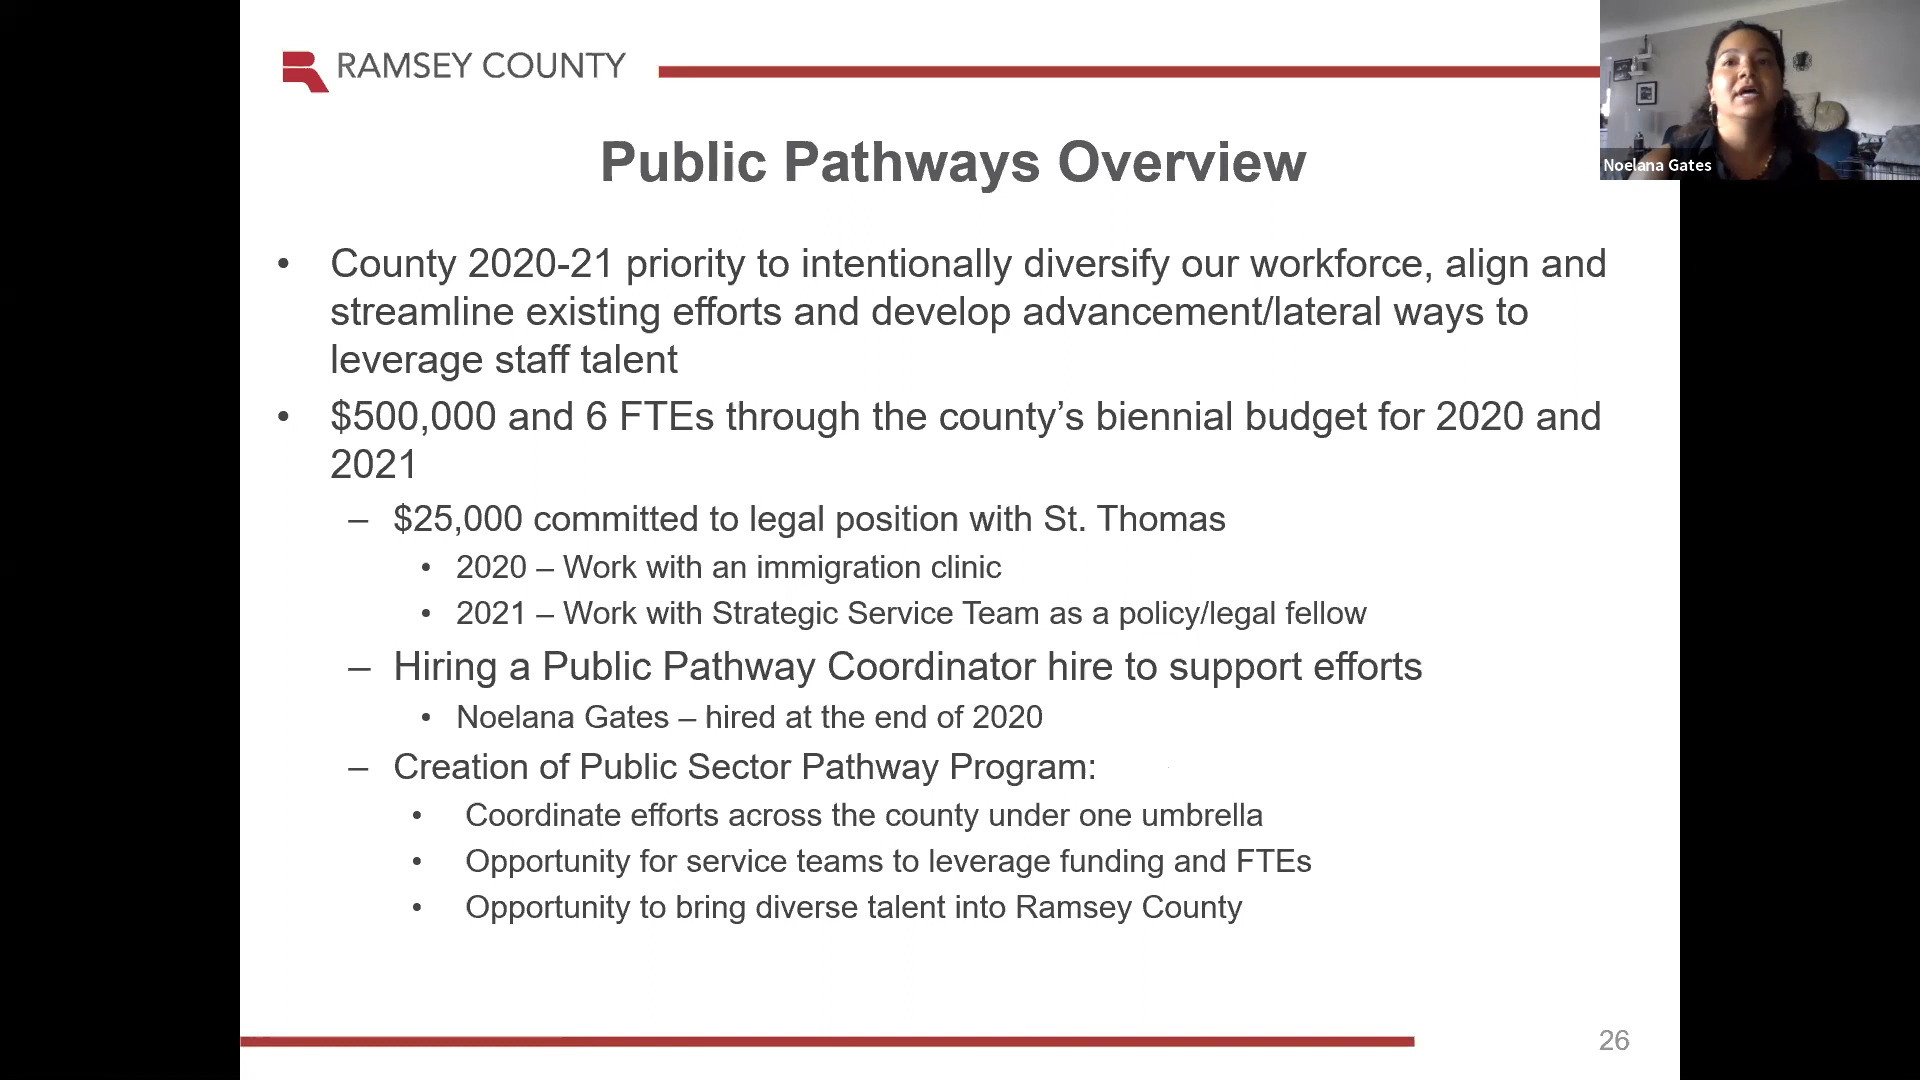 RAMSEY COUNTY
Noelana Gates
Public Pathways Overview
• County 2020-21 priority to intentionally diversify our workforce, align and
streamline existing efforts and develop advancement/lateral ways to
leverage staff talent
• $500,000 and 6 FTEs through the county’s biennial budget for 2020 and
2021
– $25,000 committed to legal position with St. Thomas
• 2020 – Work with an immigration clinic
• 2021 – Work with Strategic Service Team as a policy/legal fellow
– Hiring a Public Pathway Coordinator hire to support efforts
• Noelana Gates – hired at the end of 2020
– Creation of Public Sector Pathway Program:
• Coordinate efforts across the county under one umbrella
• Opportunity for service teams to leverage funding and FTEs
• Opportunity to bring diverse talent into Ramsey County
26